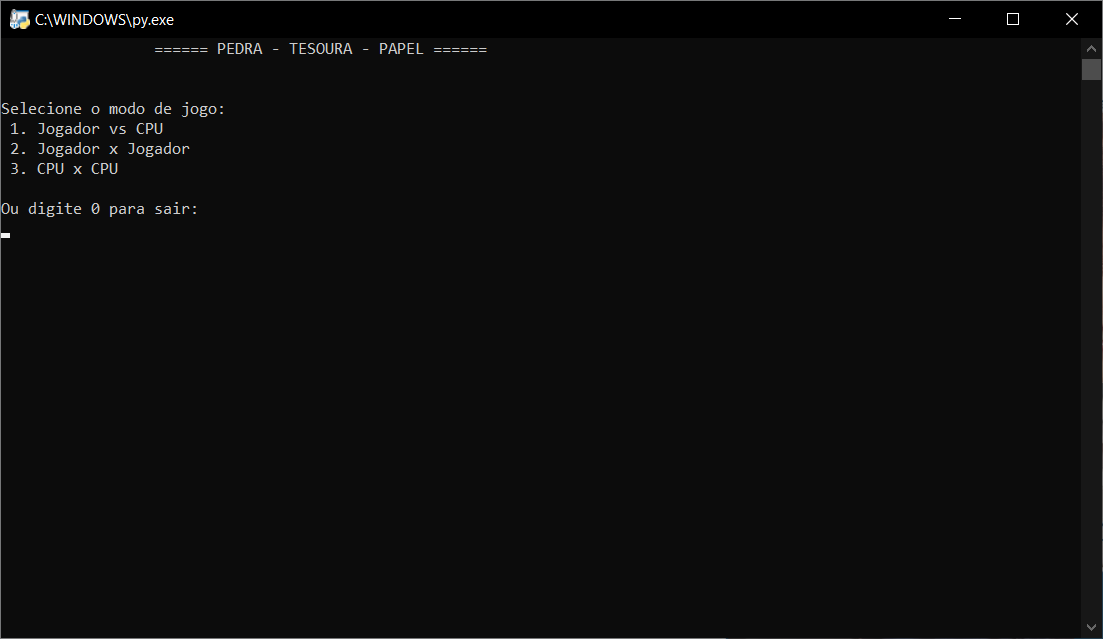 C:\WINDOWS\py.exe
====== PEDRA - TESOURA - PAPEL ======
Selecione o modo de jogo:
1. Jogador vs CPU
2. Jogador x Jogador
3. CPU x CPU
Ou digite 0 para sair: